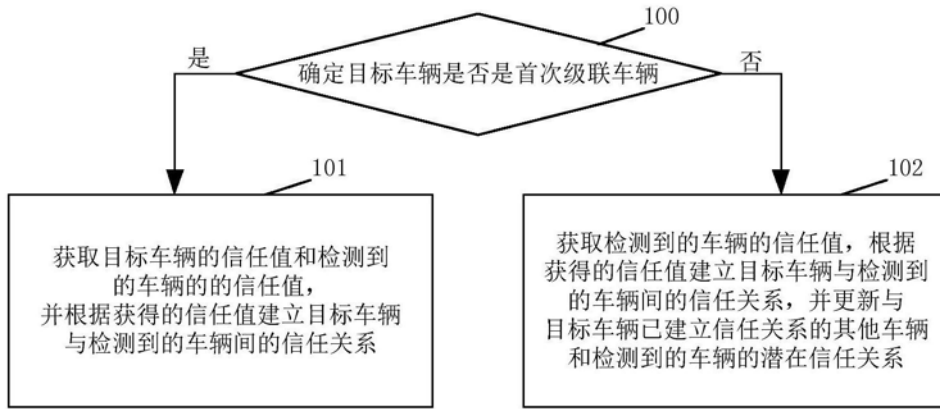 100
是
确定目标车辆是否是首次级联车辆
否
101
获取目标车辆的信任值和检测到
的车辆的的信任值，
并根据获得的信任值建立目标车辆
与检测到的车辆间的信任关系
102
获取检测到的车辆的信任值，根据
获得的信任值建立目标车辆与检测到
的车辆间的信任关系，并更新与
目标车辆已建立信任关系的其他车辆
和检测到的车辆的潜在信任关系